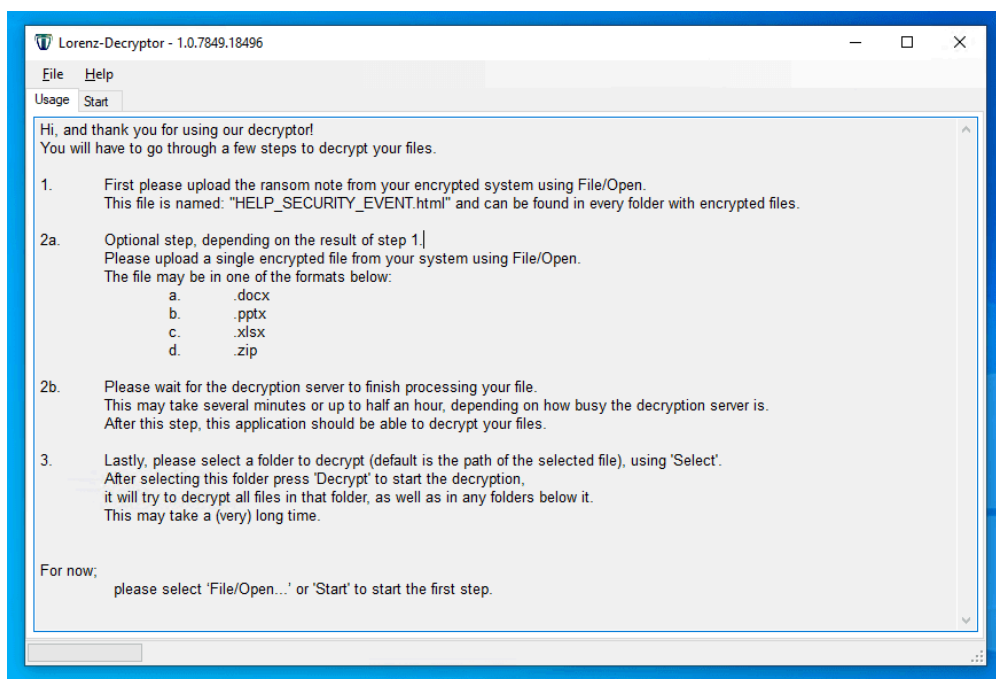 Lorenz-Decryptor - 1.0.7849.18496
File Help
Usage Start
Hi, and thank you for using our decryptor!
You will have to go through a few steps to decrypt your files.
1. First please upload the ransom note from your encrypted system using File/Open.
This file is named: "HELP_SECURITY_EVENT.html" and can be found in every folder with encrypted files.
2a. Optional step, depending on the result of step 1.
Please upload a single encrypted file from your system using File/Open.
The file may be in one of the formats below:
a. .docx
b. .pptx
c. .xlsx
d. .zip
2b. Please wait for the decryption server to finish processing your file.
This may take several minutes or up to half an hour, depending on how busy the decryption server is.
After this step, this application should be able to decrypt your files.
3. Lastly, please select a folder to decrypt (default is the path of the selected file), using 'Select'.
After selecting this folder press 'Decrypt' to start the decryption,
it will try to decrypt all files in that folder, as well as in any folders below it.
This may take a (very) long time.
For now;
please select 'File/Open...' or 'Start' to start the first step.